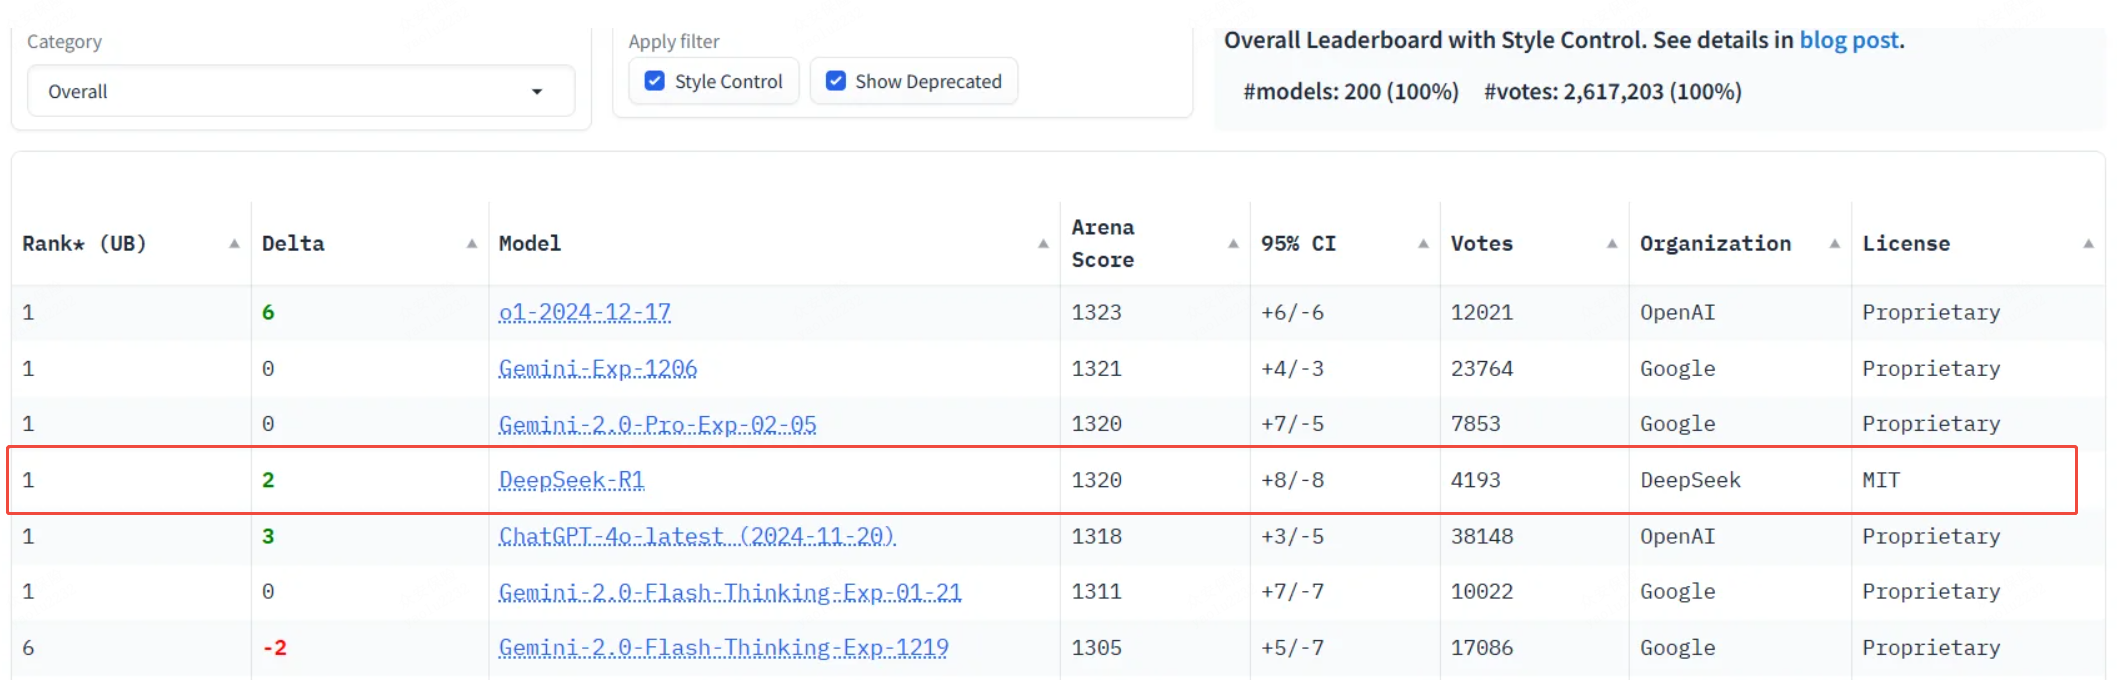 Category
Overall
Apply filter
Style Control
Show Deprecated
Overall Leaderboard with Style Control. See details in blog post.
#models: 200 (100%) #votes: 2,617,203 (100%)
Rank* (UB) Delta Model Arena Score 95% CI Votes Organization License
1 6 o1-2024-12-17 1323 +6/-6 12021 OpenAI Proprietary
1 0 Gemini-Exp-1206 1321 +4/-3 23764 Google Proprietary
1 0 Gemini-2.0-Pro-Exp-02-05 1320 +7/-5 7853 Google Proprietary
1 2 DeepSeek-R1 1320 +8/-8 4193 DeepSeek MIT
1 3 ChatGPT-4o-latest (2024-11-20) 1318 +3/-5 38148 OpenAI Proprietary
1 0 Gemini-2.0-Flash-Thinking-Exp-01-21 1311 +7/-7 10022 Google Proprietary
6 -2 Gemini-2.0-Flash-Thinking-Exp-1219 1305 +5/-7 17086 Google Proprietary